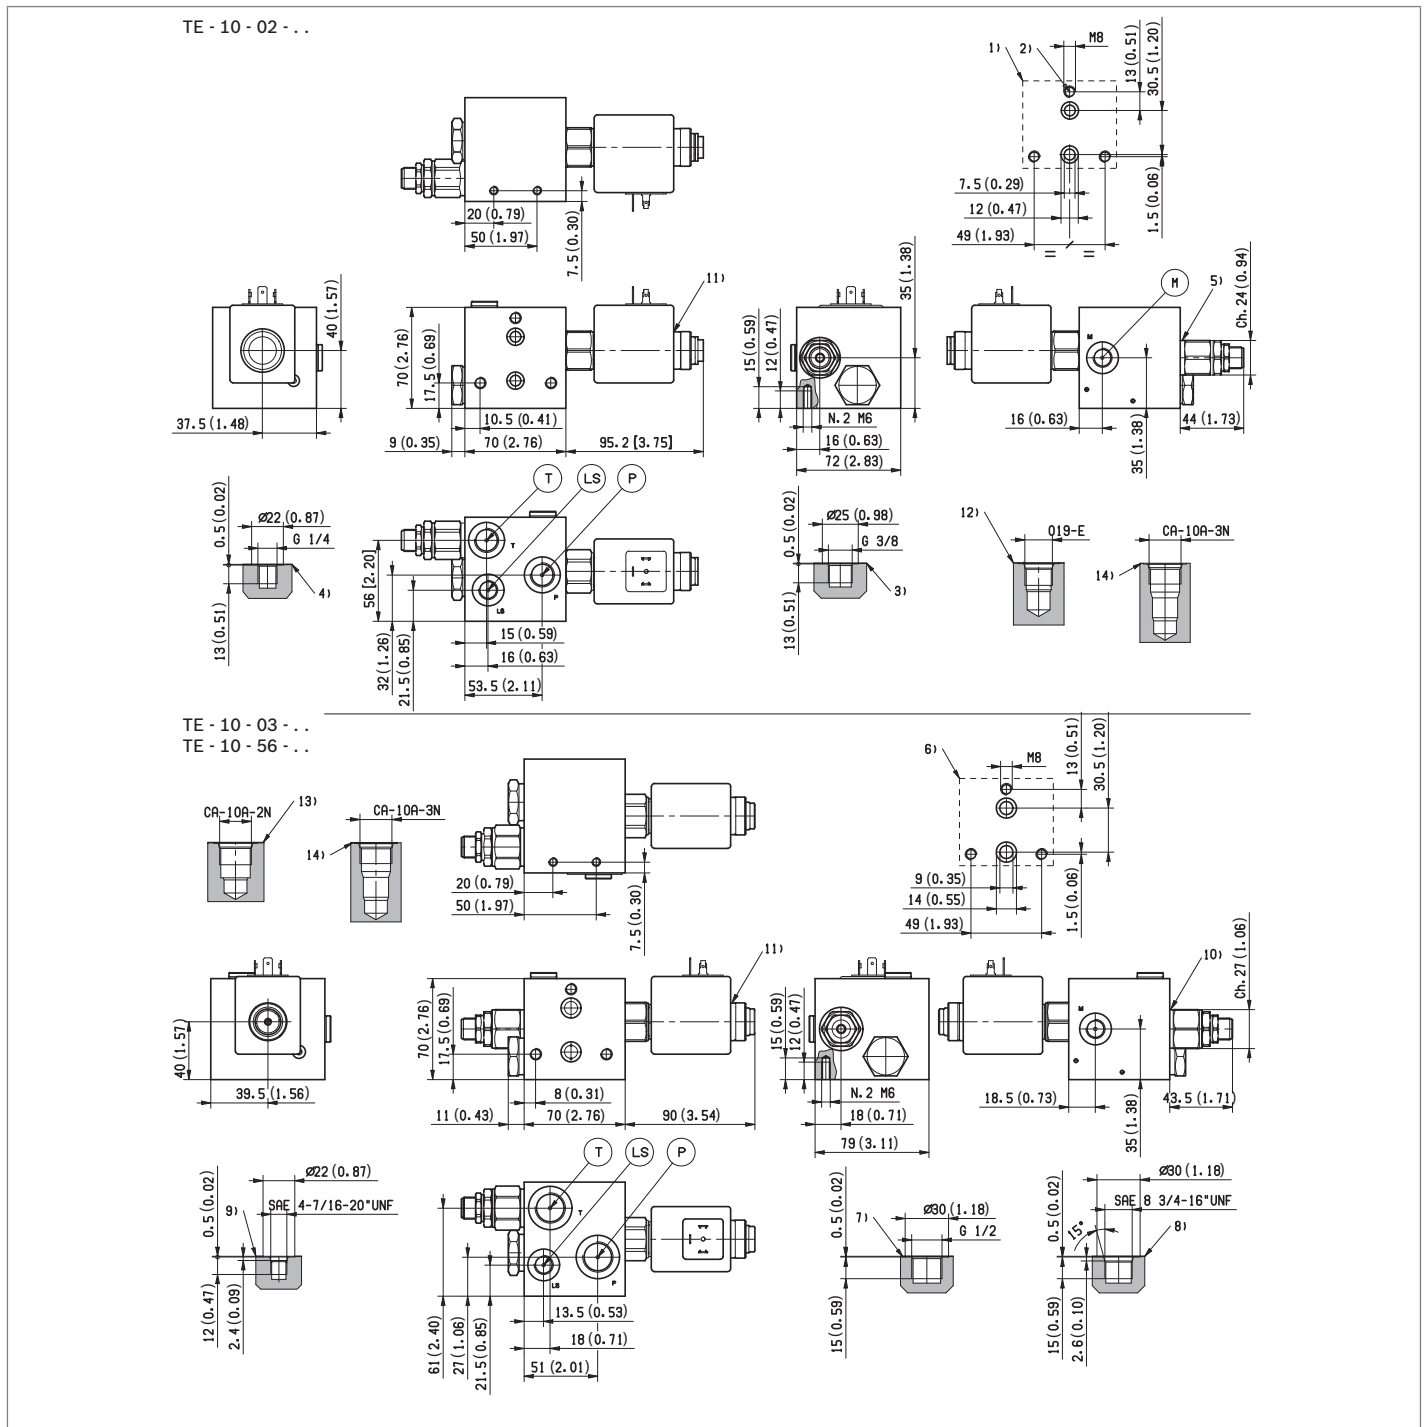 TE - 10 - 02 - . .
1)
2)
M8
13 (0.51)
30.5 (1.20)
7.5 (0.29)
12 (0.47)
49 (1.93)
= =
1.5 (0.06)
20 (0.79)
50 (1.97)
7.5 (0.30)
40 (1.57)
37.5 (1.48)
70 (2.76)
17.5 (0.69)
10.5 (0.41)
9 (0.35)
70 (2.76)
95.2 [3.75]
11)
15 (0.59)
12 (0.47)
35 (1.38)
N.2 M6
16 (0.63)
72 (2.83)
M
M
5)
Ch.24 (0.94)
16 (0.63)
35 (1.38)
44 (1.73)
0.5 (0.02)
Ø22 (0.87)
G 1/4
13 (0.51)
4)
T
LS
P
T
LS
P
56 [2.20]
32 (1.26)
21.5 (0.85)
15 (0.59)
16 (0.63)
53.5 (2.11)
0.5 (0.02)
Ø25 (0.98)
G 3/8
13 (0.51)
3)
12)
019-E
14)
CA-10A-3N
TE - 10 - 03 - . .
TE - 10 - 56 - . .
13)
CA-10A-2N
14)
CA-10A-3N
20 (0.79)
50 (1.97)
7.5 (0.30)
6)
M8
13 (0.51)
30.5 (1.20)
9 (0.35)
14 (0.55)
49 (1.93)
1.5 (0.06)
40 (1.57)
39.5 (1.56)
70 (2.76)
17.5 (0.69)
8 (0.31)
11 (0.43)
70 (2.76)
90 (3.54)
11)
15 (0.59)
12 (0.47)
N.2 M6
18 (0.71)
79 (3.11)
M
10)
Ch.27 (1.06)
18.5 (0.73)
35 (1.38)
43.5 (1.71)
0.5 (0.02)
Ø22 (0.87)
SAE 4-7/16-20"UNF
9)
12 (0.47)
2.4 (0.09)
T
LS
P
T
LS
P
61 (2.40)
27 (1.06)
21.5 (0.85)
13.5 (0.53)
18 (0.71)
51 (2.01)
0.5 (0.02)
Ø30 (1.18)
G 1/2
7)
15 (0.59)
0.5 (0.02)
Ø30 (1.18)
SAE 8 3/4-16"UNF
15°
8)
15 (0.59)
2.6 (0.10)